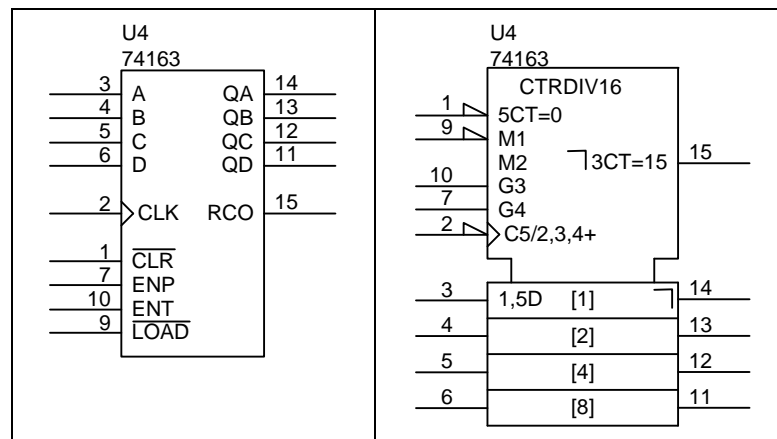 U4
74163
3 A QA 14
4 B QB 13
5 C QC 12
6 D QD 11
2 CLK RCO 15
1 CLR
7 ENP
10 ENT
9 LOAD
U4
74163
CTRDIV16
1 5CT=0
9 M1
M2 3CT=15 15
10 G3
7 G4
2 C5/2,3,4+
3 1,5D [1] 14
4 [2] 13
5 [4] 12
6 [8] 11